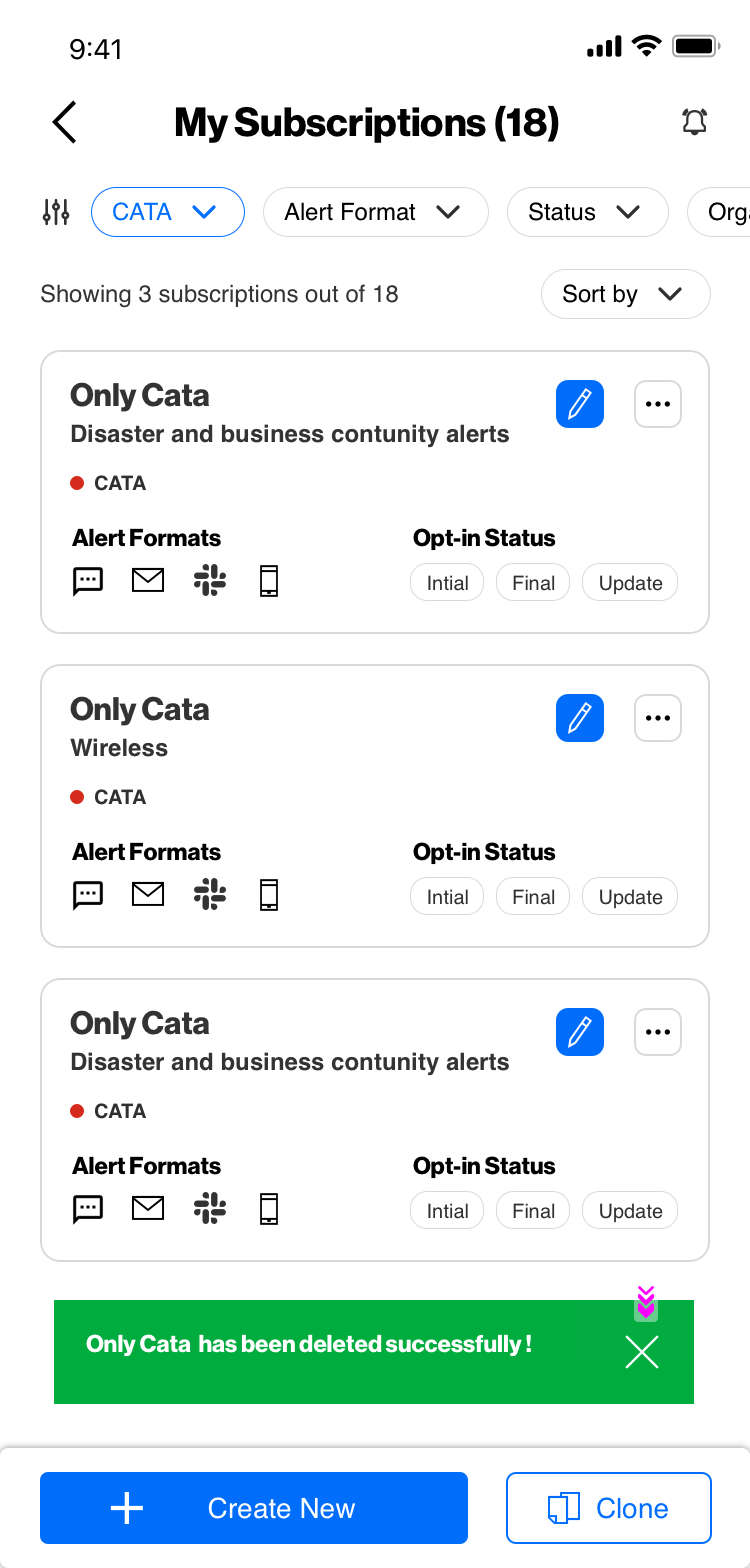 9:41
My Subscriptions (18)
CATA
Alert Format
Status
Showing 3 subscriptions out of 18
Sort by
Only Cata
Disaster and business contunity alerts
CATA
Alert Formats
Opt-in Status
Intial
Final
Update
Only Cata
Wireless
CATA
Alert Formats
Opt-in Status
Intial
Final
Update
Only Cata
Disaster and business contunity alerts
CATA
Alert Formats
Opt-in Status
Intial
Final
Update
Only Cata has been deleted successfully !
Create New
Clone